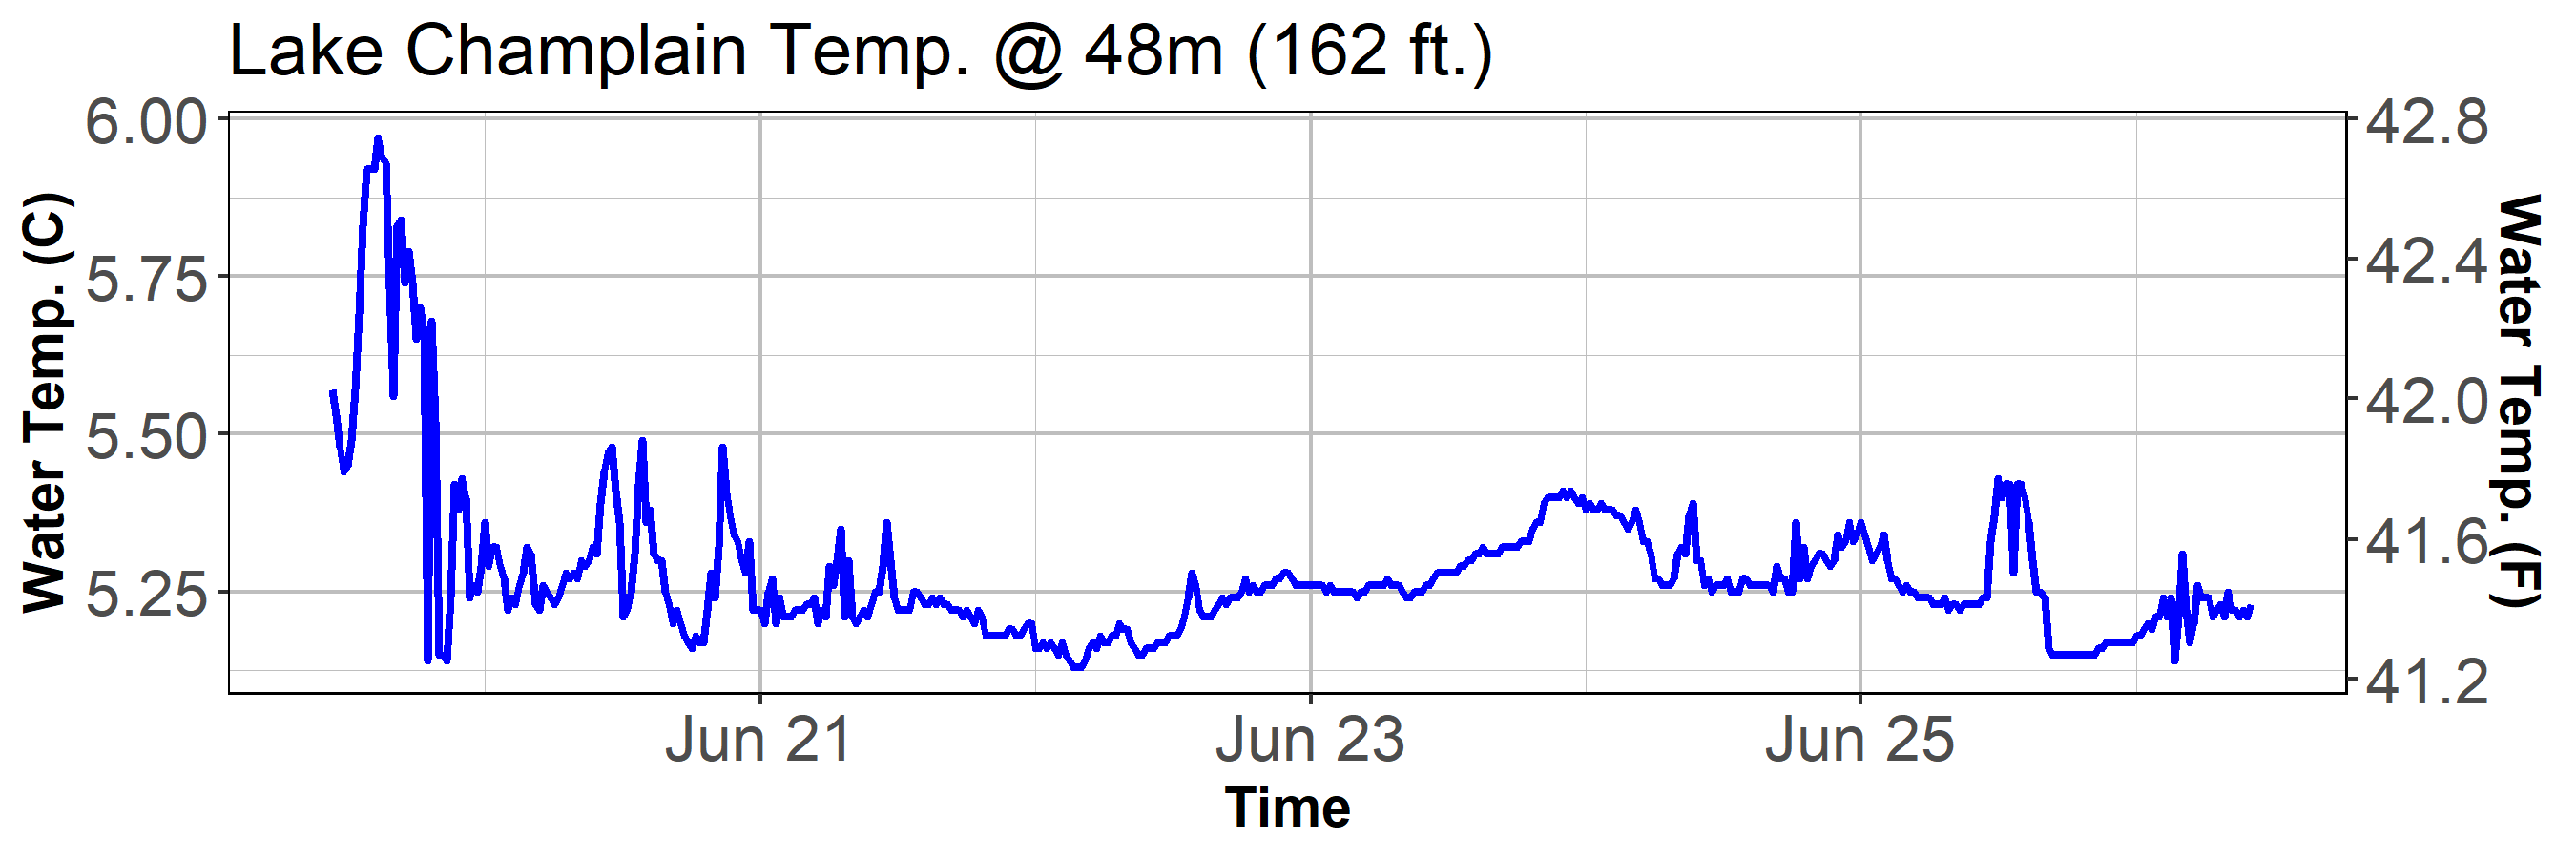 Lake Champlain Temp. @ 48m (162 ft.)
Water Temp. (C)
6.00
5.75
5.50
5.25
42.8
42.4
42.0
41.6
41.2
Water Temp. (F)
Jun 21 Jun 23 Jun 25
Time